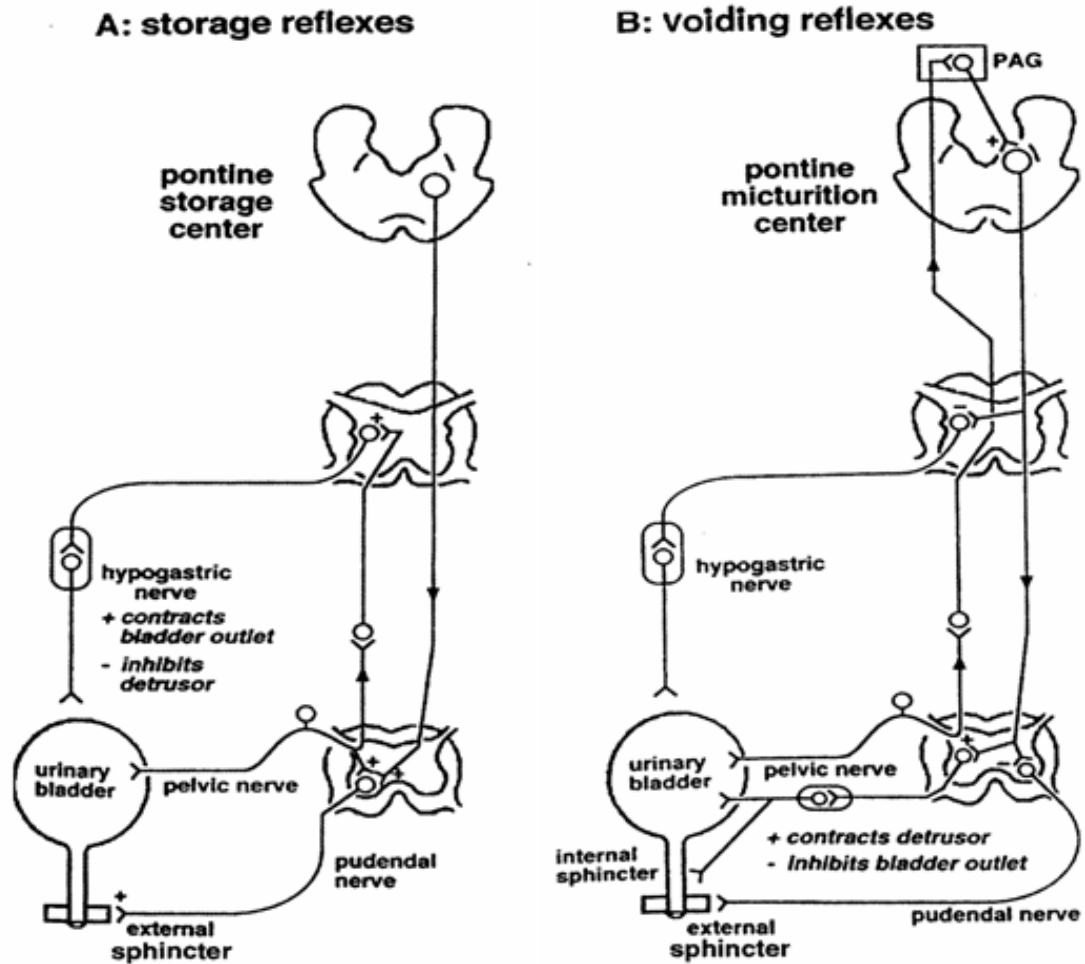 A: storage reflexes
pontine
storage
center
+
hypogastric
nerve
+ contracts
bladder outlet
- inhibits
detrusor
urinary
bladder
pelvic nerve
+
+
pudendal
nerve
+
external
sphincter
B: voiding reflexes
PAG
+
pontine
micturition
center
-
hypogastric
nerve
urinary
bladder
pelvic nerve
+
-
+ contracts detrusor
- inhibits bladder outlet
internal
sphincter
pudendal nerve
external
sphincter